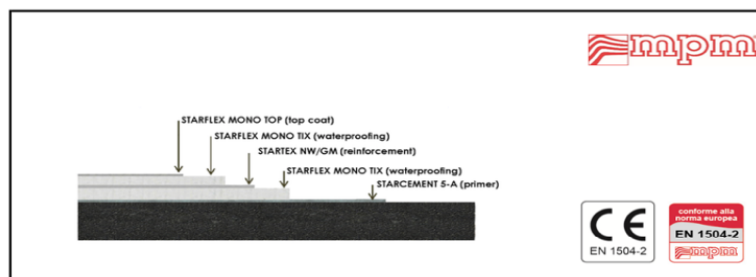 mpm
STARFLEX MONO TOP (top coat)
STARFLEX MONO TIX (waterproofing)
STARTEX NW/GM (reinforcement)
STARFLEX MONO TIX (waterproofing)
STARCEMENT 5-A (primer)
CE
EN 1504-2
conforme alla
norma europea
EN 1504-2
mpm